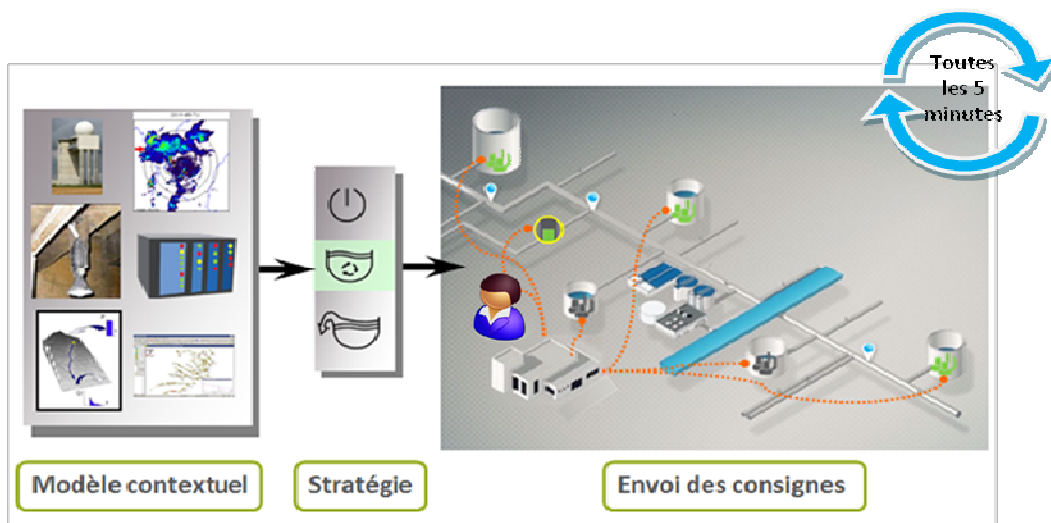 Toutes
les 5
minutes
Modèle contextuel
Stratégie
Envoi des consignes